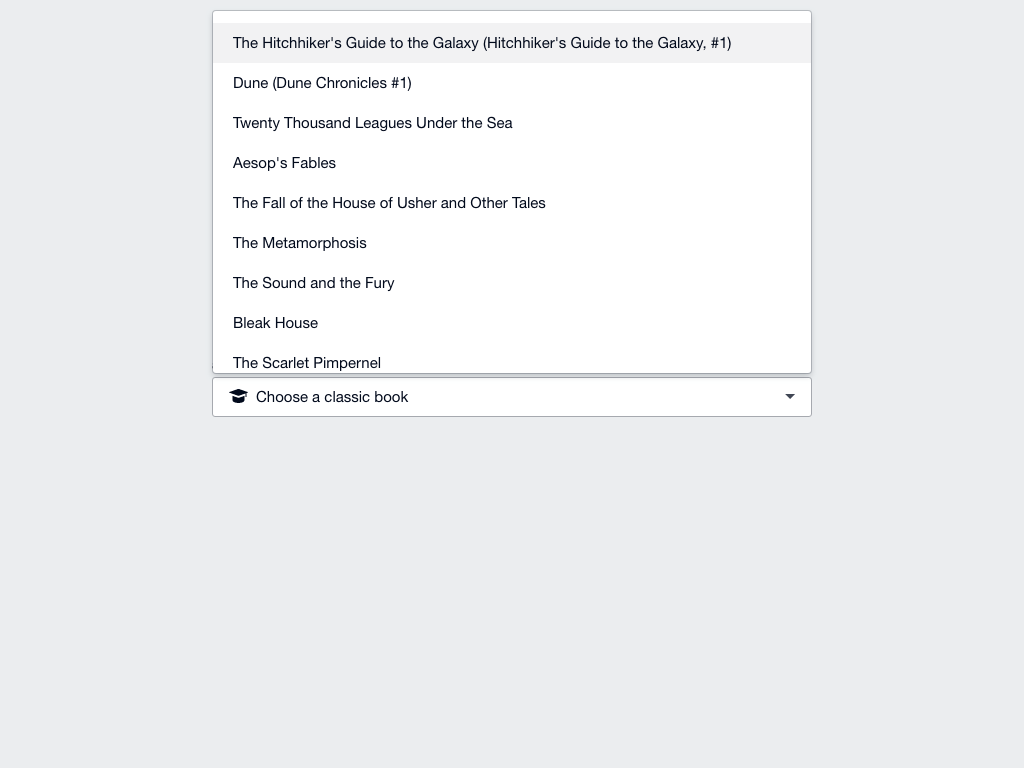 The Hitchhiker's Guide to the Galaxy (Hitchhiker's Guide to the Galaxy, #1)
Dune (Dune Chronicles #1)
Twenty Thousand Leagues Under the Sea
Aesop's Fables
The Fall of the House of Usher and Other Tales
The Metamorphosis
The Sound and the Fury
Bleak House
The Scarlet Pimpernel
Choose a classic book